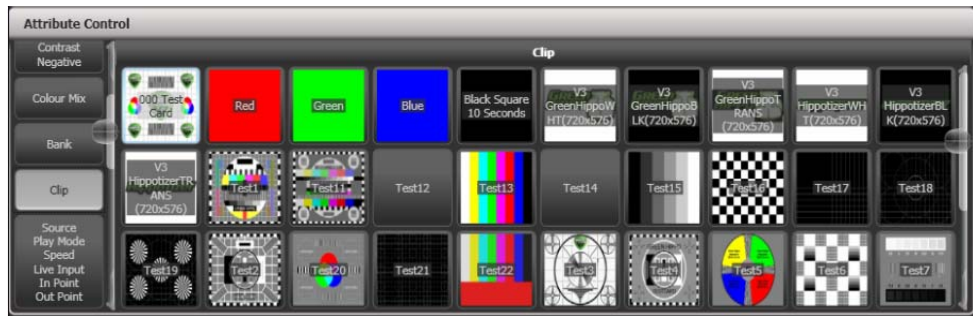 Attribute Control
Contrast
Negative
Colour Mix
Bank
Clip
Source
Play Mode
Speed
Live Input
In Point
Out Point
Clip
000 Test
Card
Red
Green
Blue
Black Square
10 Seconds
V3
GreenHippoW
HT(720x576)
V3
GreenHippoB
LK(720x576)
V3
GreenHippoT
RANS
(720x576)
V3
HippotizerWH
T(720x576)
V3
HippotizerBL
K(720x576)
V3
HippotizerTR
ANS
(720x576)
Test1
Test11
Test12
Test13
Test14
Test15
Test16
Test17
Test18
Test19
Test2
Test20
Test21
Test22
Test3
Test4
Test5
Test6
Test7